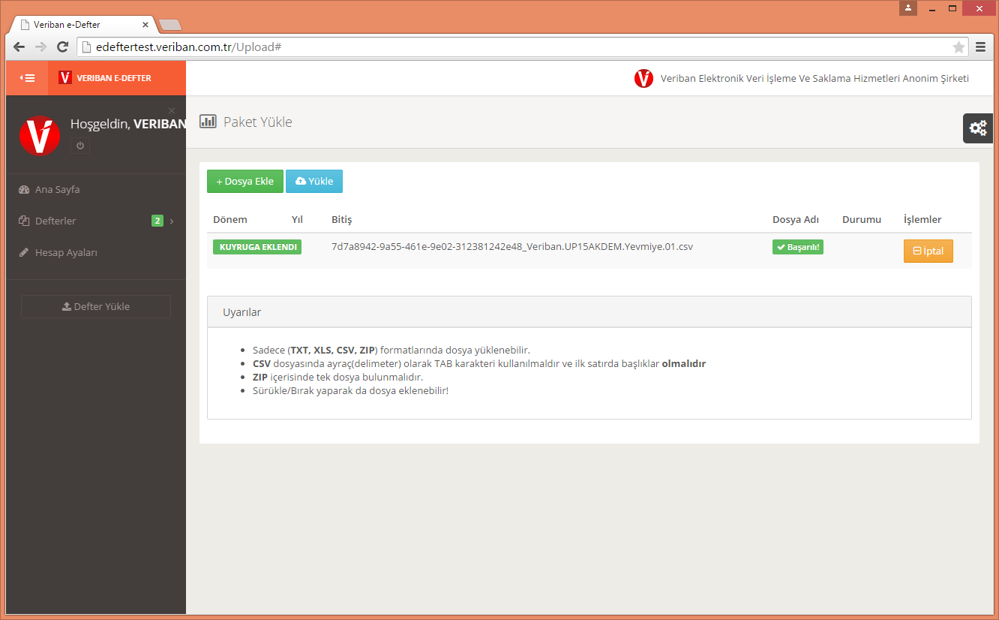 Veriban e-Defter
edeftertest.veriban.com.tr/Upload#
VERIBAN E-DEFTER
Veriban Elektronik Veri İşleme Ve Saklama Hizmetleri Anonim Şirketi
Hoşgeldin, VERIBAN
Paket Yükle
Ana Sayfa
Defterler 2
Hesap Ayaları
Defter Yükle
+ Dosya Ekle Yükle
Dönem Yıl Bitiş Dosya Adı Durumu İşlemler
KUYRUGA EKLENDI 7d7a8942-9a55-461e-9e02-312381242e48_Veriban.UP15AKDEM.Yevmiye.01.csv Başarılı! İptal
Uyarılar
Sadece (TXT, XLS, CSV, ZIP) formatlarında dosya yüklenebilir.
CSV dosyasında ayraç(delimeter) olarak TAB karakteri kullanılmaldır ve ilk satırda başlıklar olmalıdır
ZIP içerisinde tek dosya bulunmalıdır.
Sürükle/Bırak yaparak da dosya eklenebilir!